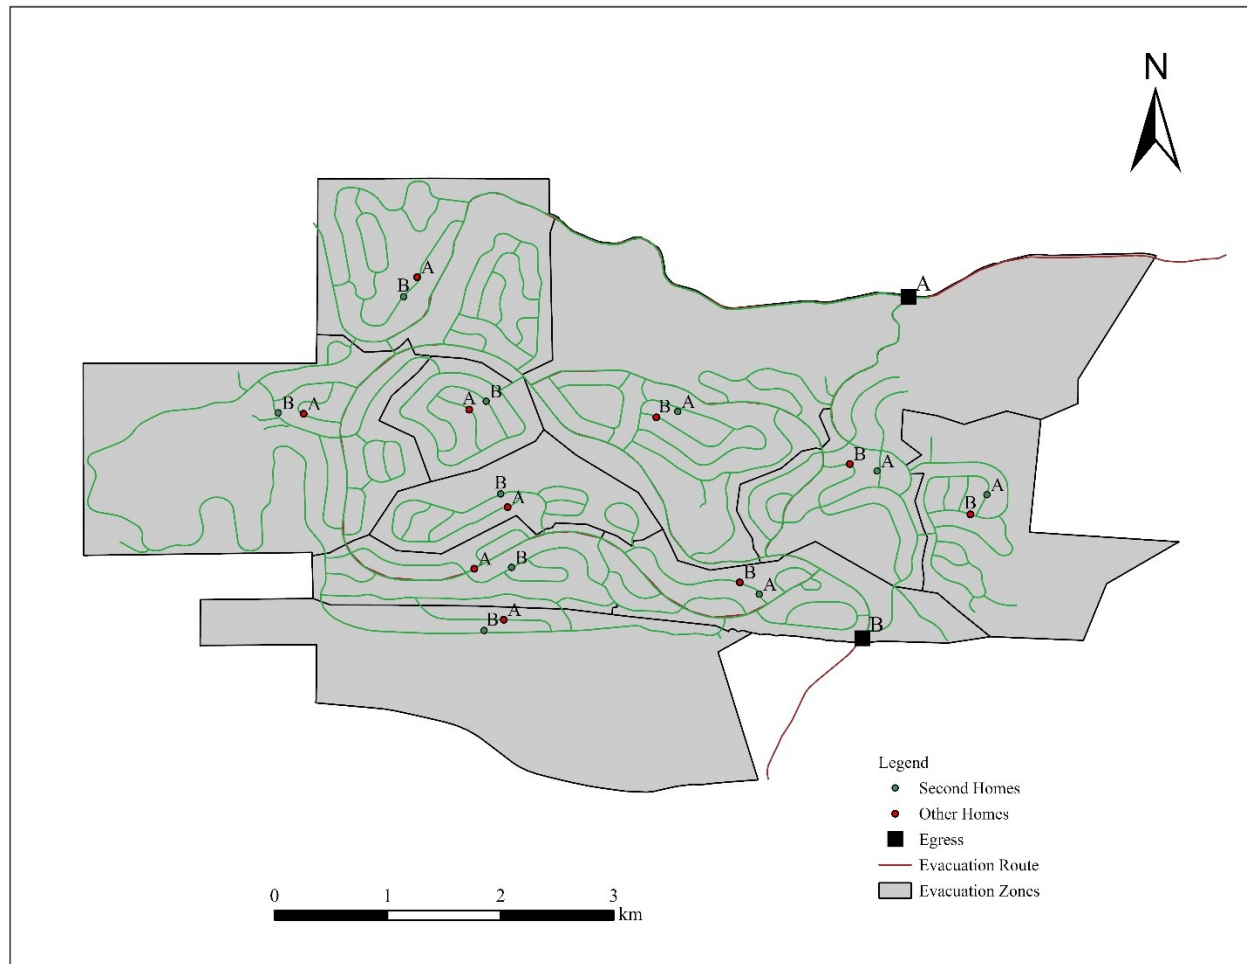 N
A
A
B
B
A
A
B
B
A
B
A
A
B
B
A
A
B
B
A
A
B
B
A
B
Legend
Second Homes
Other Homes
Egress
Evacuation Route
Evacuation Zones
0 1 2 3
km